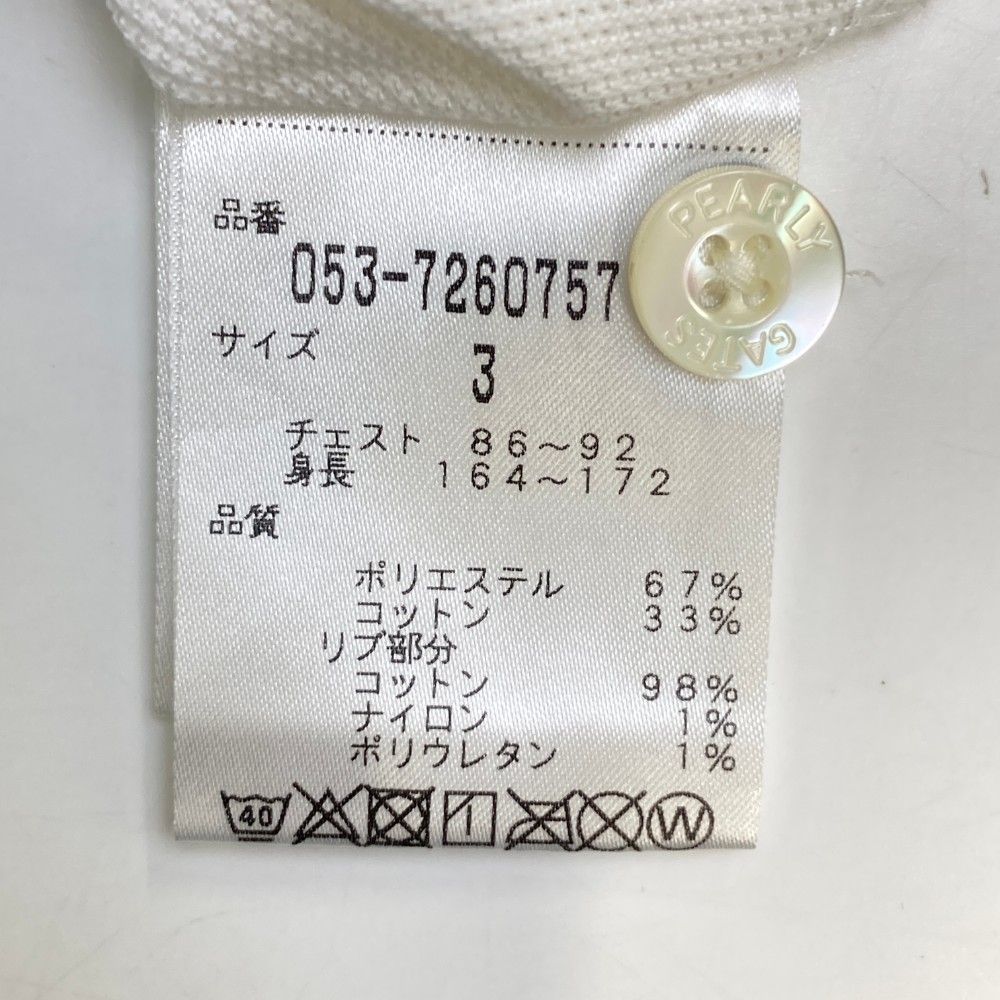 品番
053-7260757
PEARLY
GATES
サイズ
3
チェスト 86～92
身長 164～172
品質
ポリエステル 67%
コットン 33%
リブ部分
コットン 98%
ナイロン 1%
ポリウレタン 1%
40
W